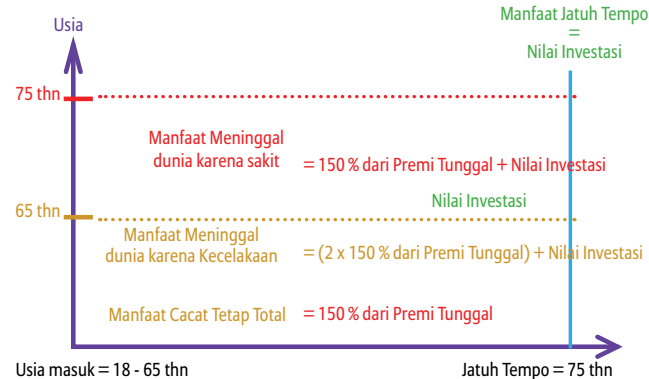 Manfaat Jatuh Tempo
=
Nilai Investasi
Usia
75 thn
Manfaat Meninggal
dunia karena sakit = 150 % dari Premi Tunggal + Nilai Investasi
Nilai Investasi
65 thn
Manfaat Meninggal
dunia karena Kecelakaan = (2 x 150 % dari Premi Tunggal) + Nilai Investasi
Manfaat Cacat Tetap Total = 150 % dari Premi Tunggal
Usia masuk = 18 - 65 thn Jatuh Tempo = 75 thn